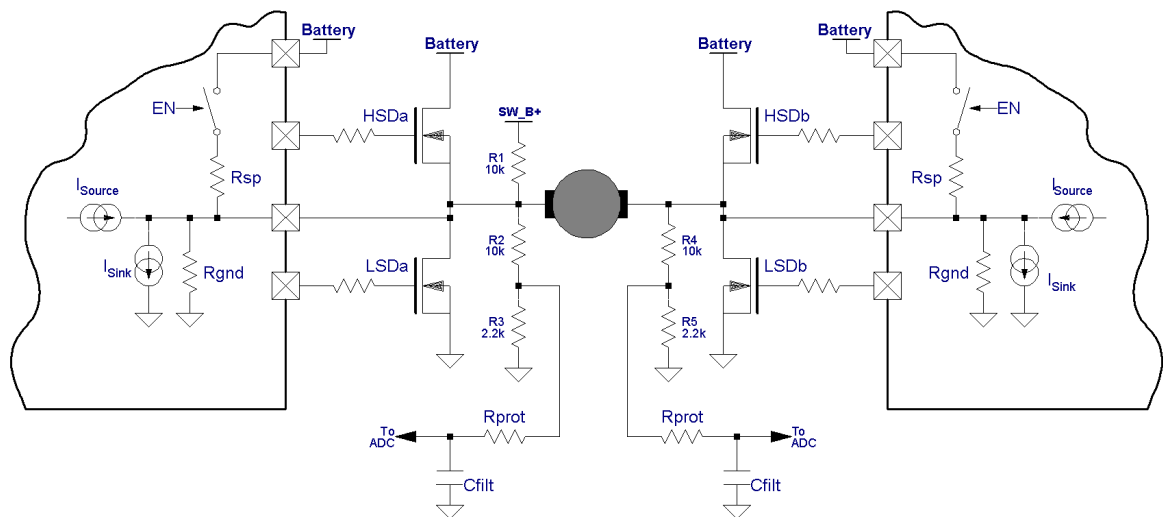 Battery
Battery
Battery
Battery
EN
HSDa
SW_B+
HSDb
EN
R1
10k
Rsp
Rsp
ISource
ISource
R2
10k
R4
10k
ISink
Rgnd
LSDa
LSDb
Rgnd
ISink
R3
2.2k
R5
2.2k
Rprot
Rprot
To
ADC
To
ADC
Cfilt
Cfilt